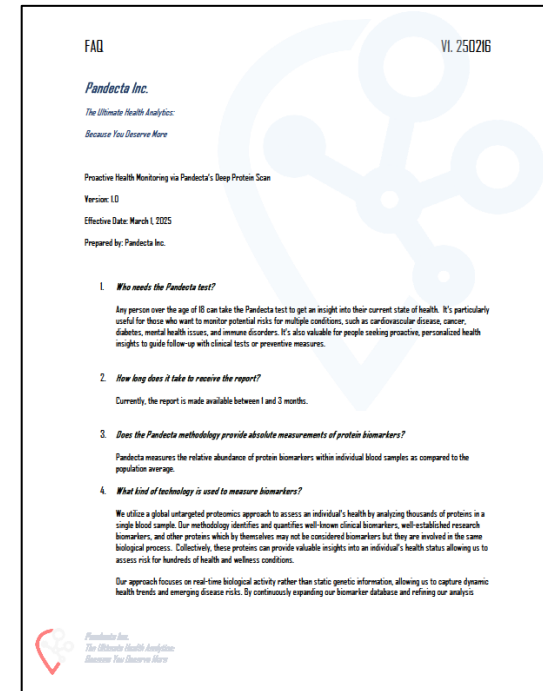 FAQ V1. 250216
Pandecta Inc.
The Ultimate Health Analytics:
Because You Deserve More
Proactive Health Monitoring via Pandecta's Deep Protein Scan
Version: 1.0
Effective Date: March 1, 2025
Prepared by: Pandecta Inc.
1. Who needs the Pandecta test?
Any person over the age of 18 can take the Pandecta test to get an insight into their current state of health. It's particularly
useful for those who want to monitor potential risks for multiple conditions, such as cardiovascular disease, cancer,
diabetes, mental health issues, and immune disorders. It's also valuable for people seeking proactive, personalized health
insights to guide follow-up with clinical tests or preventive measures.
2. How long does it take to receive the report?
Currently, the report is made available between 1 and 3 months.
3. Does the Pandecta methodology provide absolute measurements of protein biomarkers?
Pandecta measures the relative abundance of protein biomarkers within individual blood samples as compared to the
population average.
4. What kind of technology is used to measure biomarkers?
We utilize a global untargeted proteomics approach to assess an individual's health by analyzing thousands of proteins in a
single blood sample. Our methodology identifies and quantifies well-known clinical biomarkers, well-established research
biomarkers, and other proteins which by themselves may not be considered biomarkers but they are involved in the same
biological process. Collectively, these proteins can provide valuable insights into an individual's health status allowing us to
assess risk for hundreds of health and wellness conditions.
Our approach focuses on real-time biological activity rather than static genetic information, allowing us to capture dynamic
health trends and emerging disease risks. By continuously expanding our biomarker database and refining our analysis
Pandecta Inc.
The Ultimate Health Analytics:
Because You Deserve More